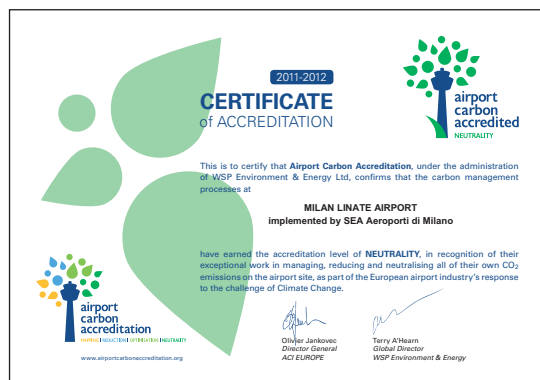 2011-2012
CERTIFICATE
of ACCREDITATION
airport
carbon
accredited
NEUTRALITY
This is to certify that Airport Carbon Accreditation, under the administration
of WSP Environment & Energy Ltd, confirms that the carbon management
processes at
MILAN LINATE AIRPORT
implemented by SEA Aeroporti di Milano
have earned the accreditation level of NEUTRALITY, in recognition of their
exceptional work in managing, reducing and neutralising all of their own CO₂
emissions on the airport site, as part of the European airport industry's response
to the challenge of Climate Change.
airport
carbon
accreditation
MAPPING | REDUCTION | OPTIMISATION | NEUTRALITY
www.airportcarbonaccreditation.org
Olivier Jankovec
Director General
ACI EUROPE
Terry A'Hearn
Global Director
WSP Environment & Energy